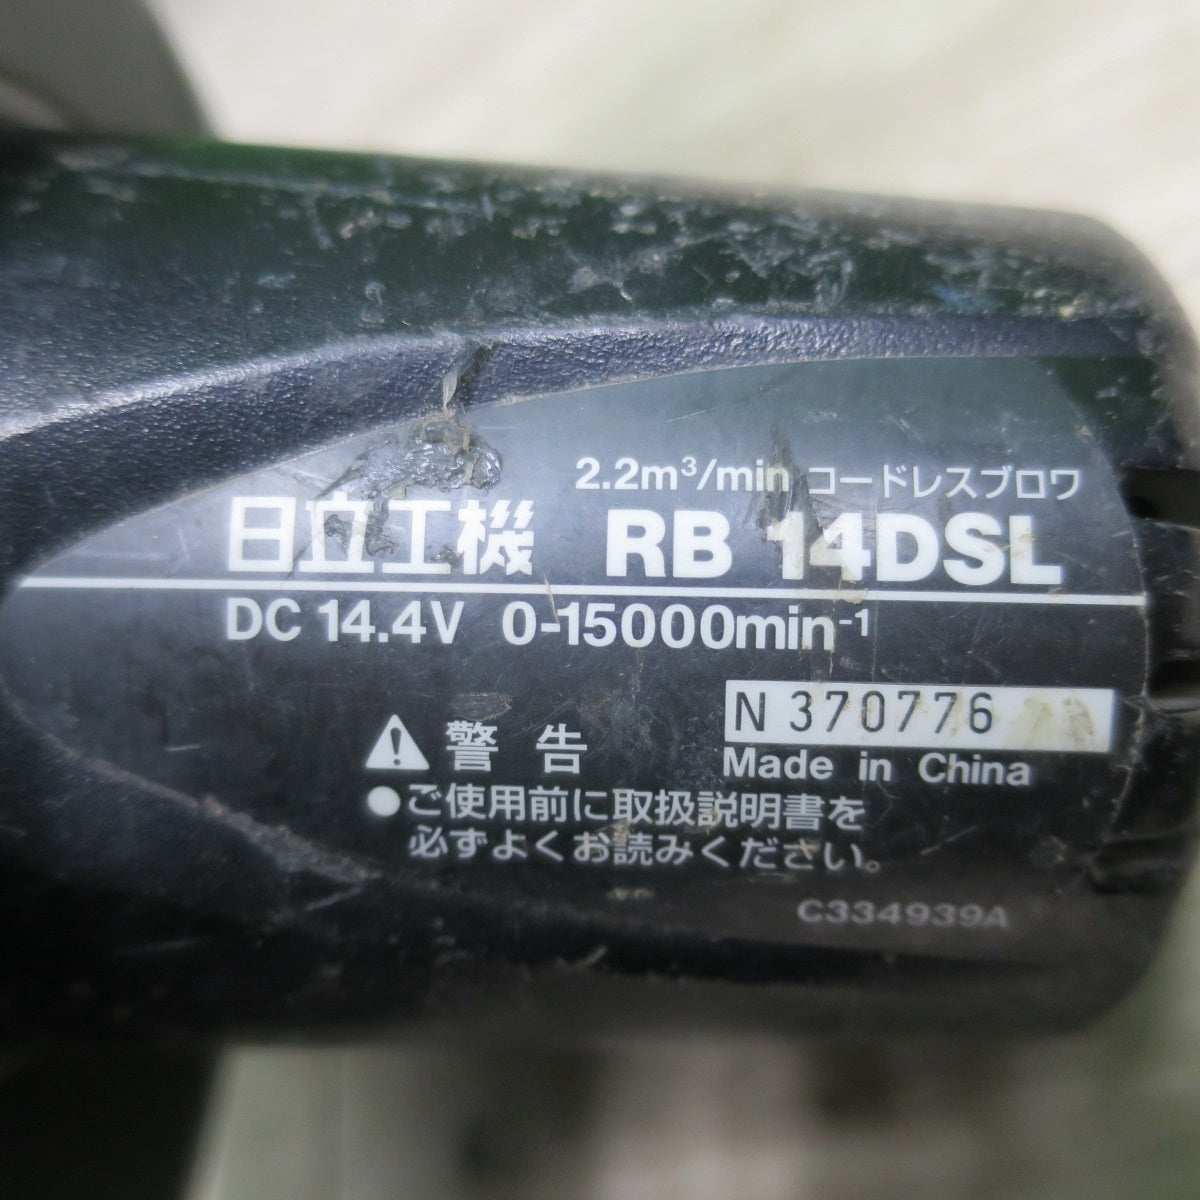 2.2m³/min コードレスブロワ
日立工機 RB 14DSL
DC 14.4V 0-15000min⁻¹
N 370776
Made in China
警告
●ご使用前に取扱説明書を
必ずよくお読みください。
C334939A